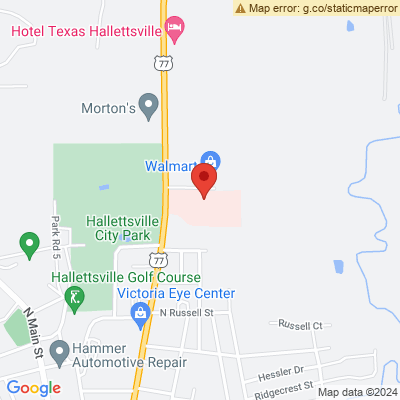 Map error: g.co/staticmaperror
Hotel Texas Hallettsville
77
Morton's
Walmart
Hallettsville
City Park
Park Rd 5
77
Hallettsville Golf Course
Victoria Eye Center
N Russell St
N Main St
Russell Ct
Hammer
Automotive Repair
Hessler Dr
Ridgecrest St
Google
Map data ©2024